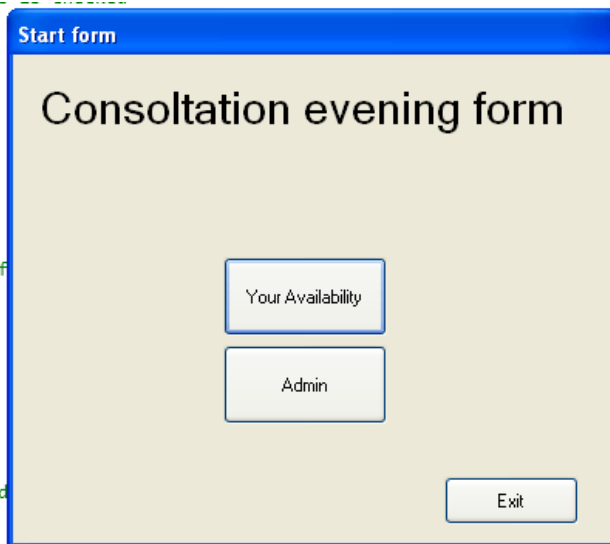 Start form
Consoltation evening form
Your Availability
Admin
Exit